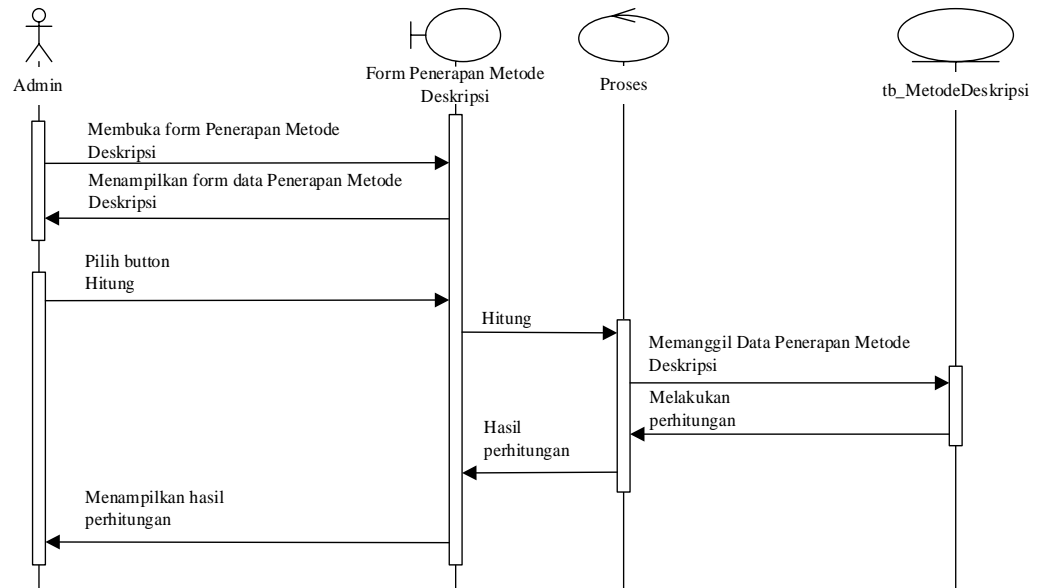 Admin
Form Penerapan Metode
Deskripsi
Proses
tb_MetodeDeskripsi
Membuka form Penerapan Metode
Deskripsi
Menampilkan form data Penerapan Metode
Deskripsi
Pilih button
Hitung
Hitung
Memanggil Data Penerapan Metode
Deskripsi
Melakukan
perhitungan
Hasil
perhitungan
Menampilkan hasil
perhitungan